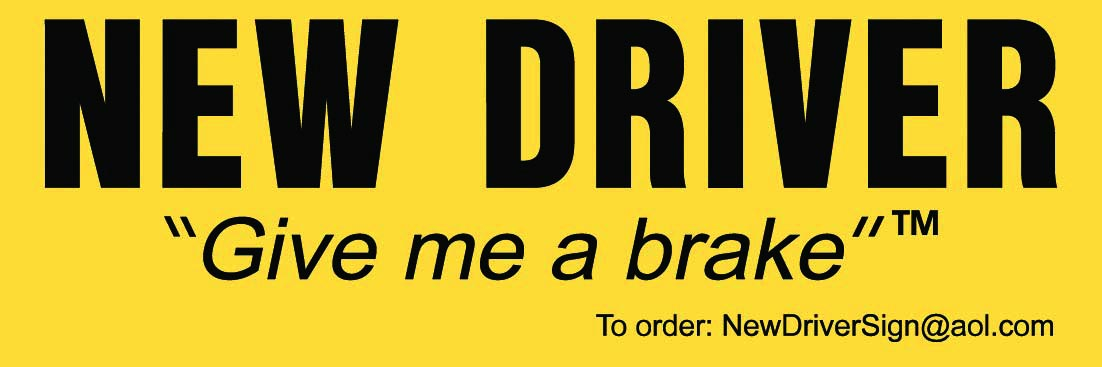 NEW DRIVER
“Give me a brake”™
To order: NewDriverSign@aol.com